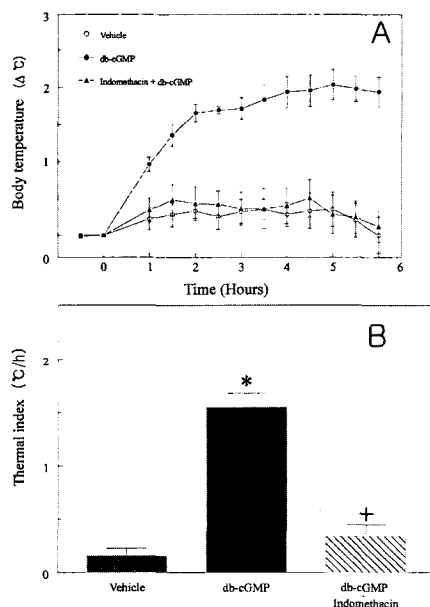 A
Vehicle
db-cGMP
Indomethacin + db-cGMP
Body temperature (Δ ℃)
3
2
1
0
0 1 2 3 4 5 6
Time (Hours)
B
Thermal index (℃/h)
2
1
0
*
+
Vehicle
db-cGMP
db-cGMP
Indomethacin